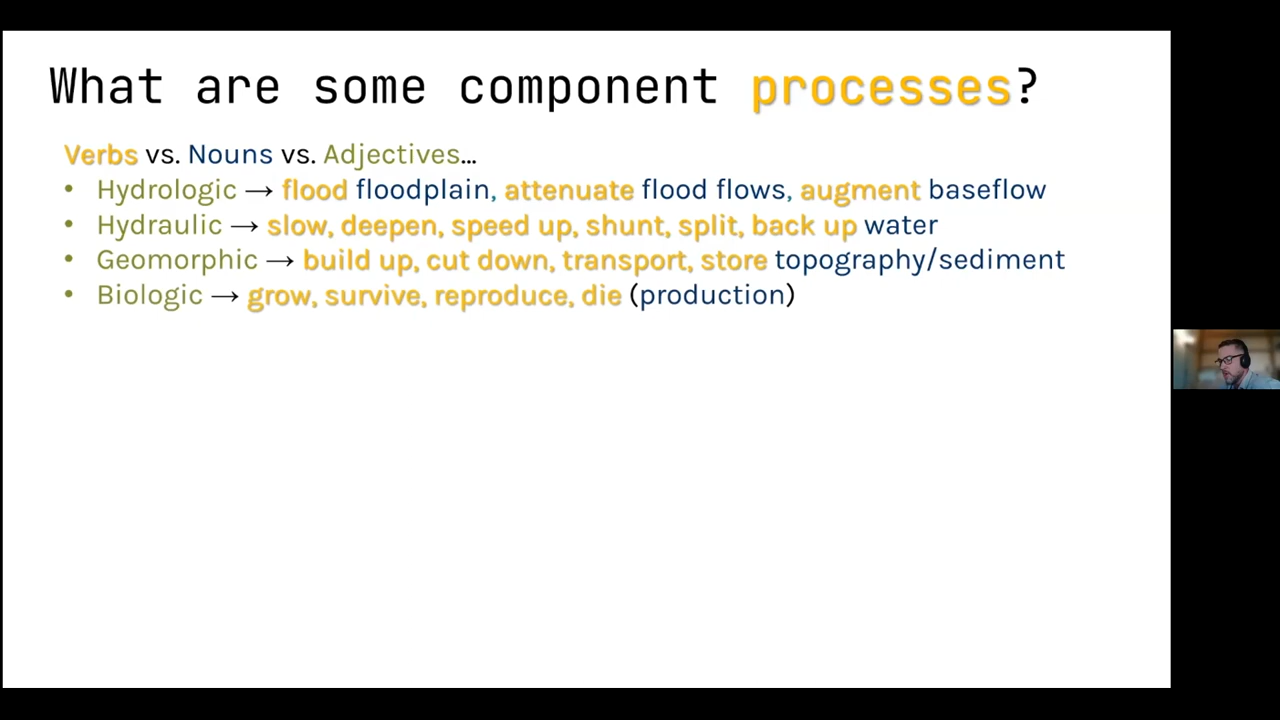 What are some component processes?
Verbs vs. Nouns vs. Adjectives…
• Hydrologic → flood floodplain, attenuate flood flows, augment baseflow
• Hydraulic → slow, deepen, speed up, shunt, split, back up water
• Geomorphic → build up, cut down, transport, store topography/sediment
• Biologic → grow, survive, reproduce, die (production)